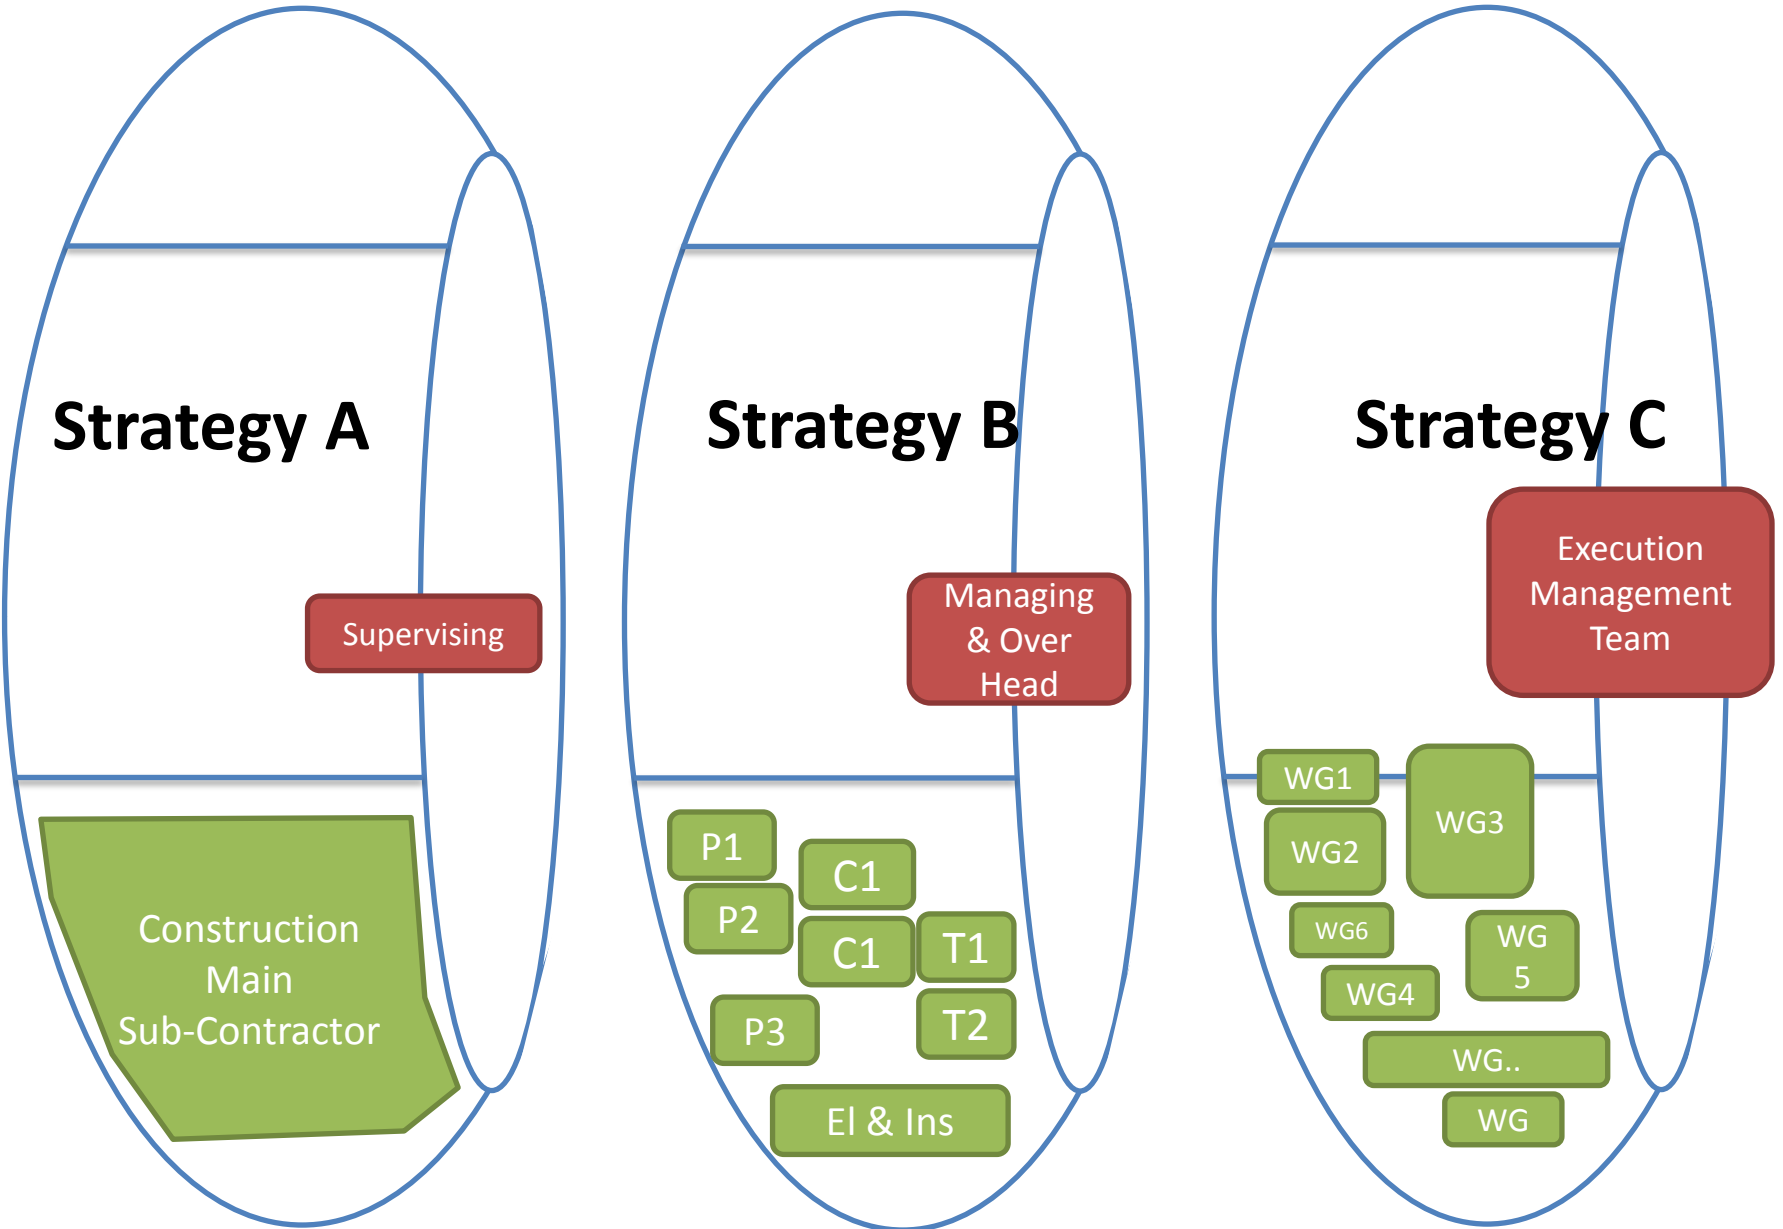 Strategy A
Supervising
Construction
Main
Sub-Contractor
Strategy B
Managing
& Over
Head
P1
P2
C1
C1
T1
P3
T2
El & Ins
Strategy C
Execution
Management
Team
WG1
WG2
WG3
WG6
WG
5
WG4
WG..
WG